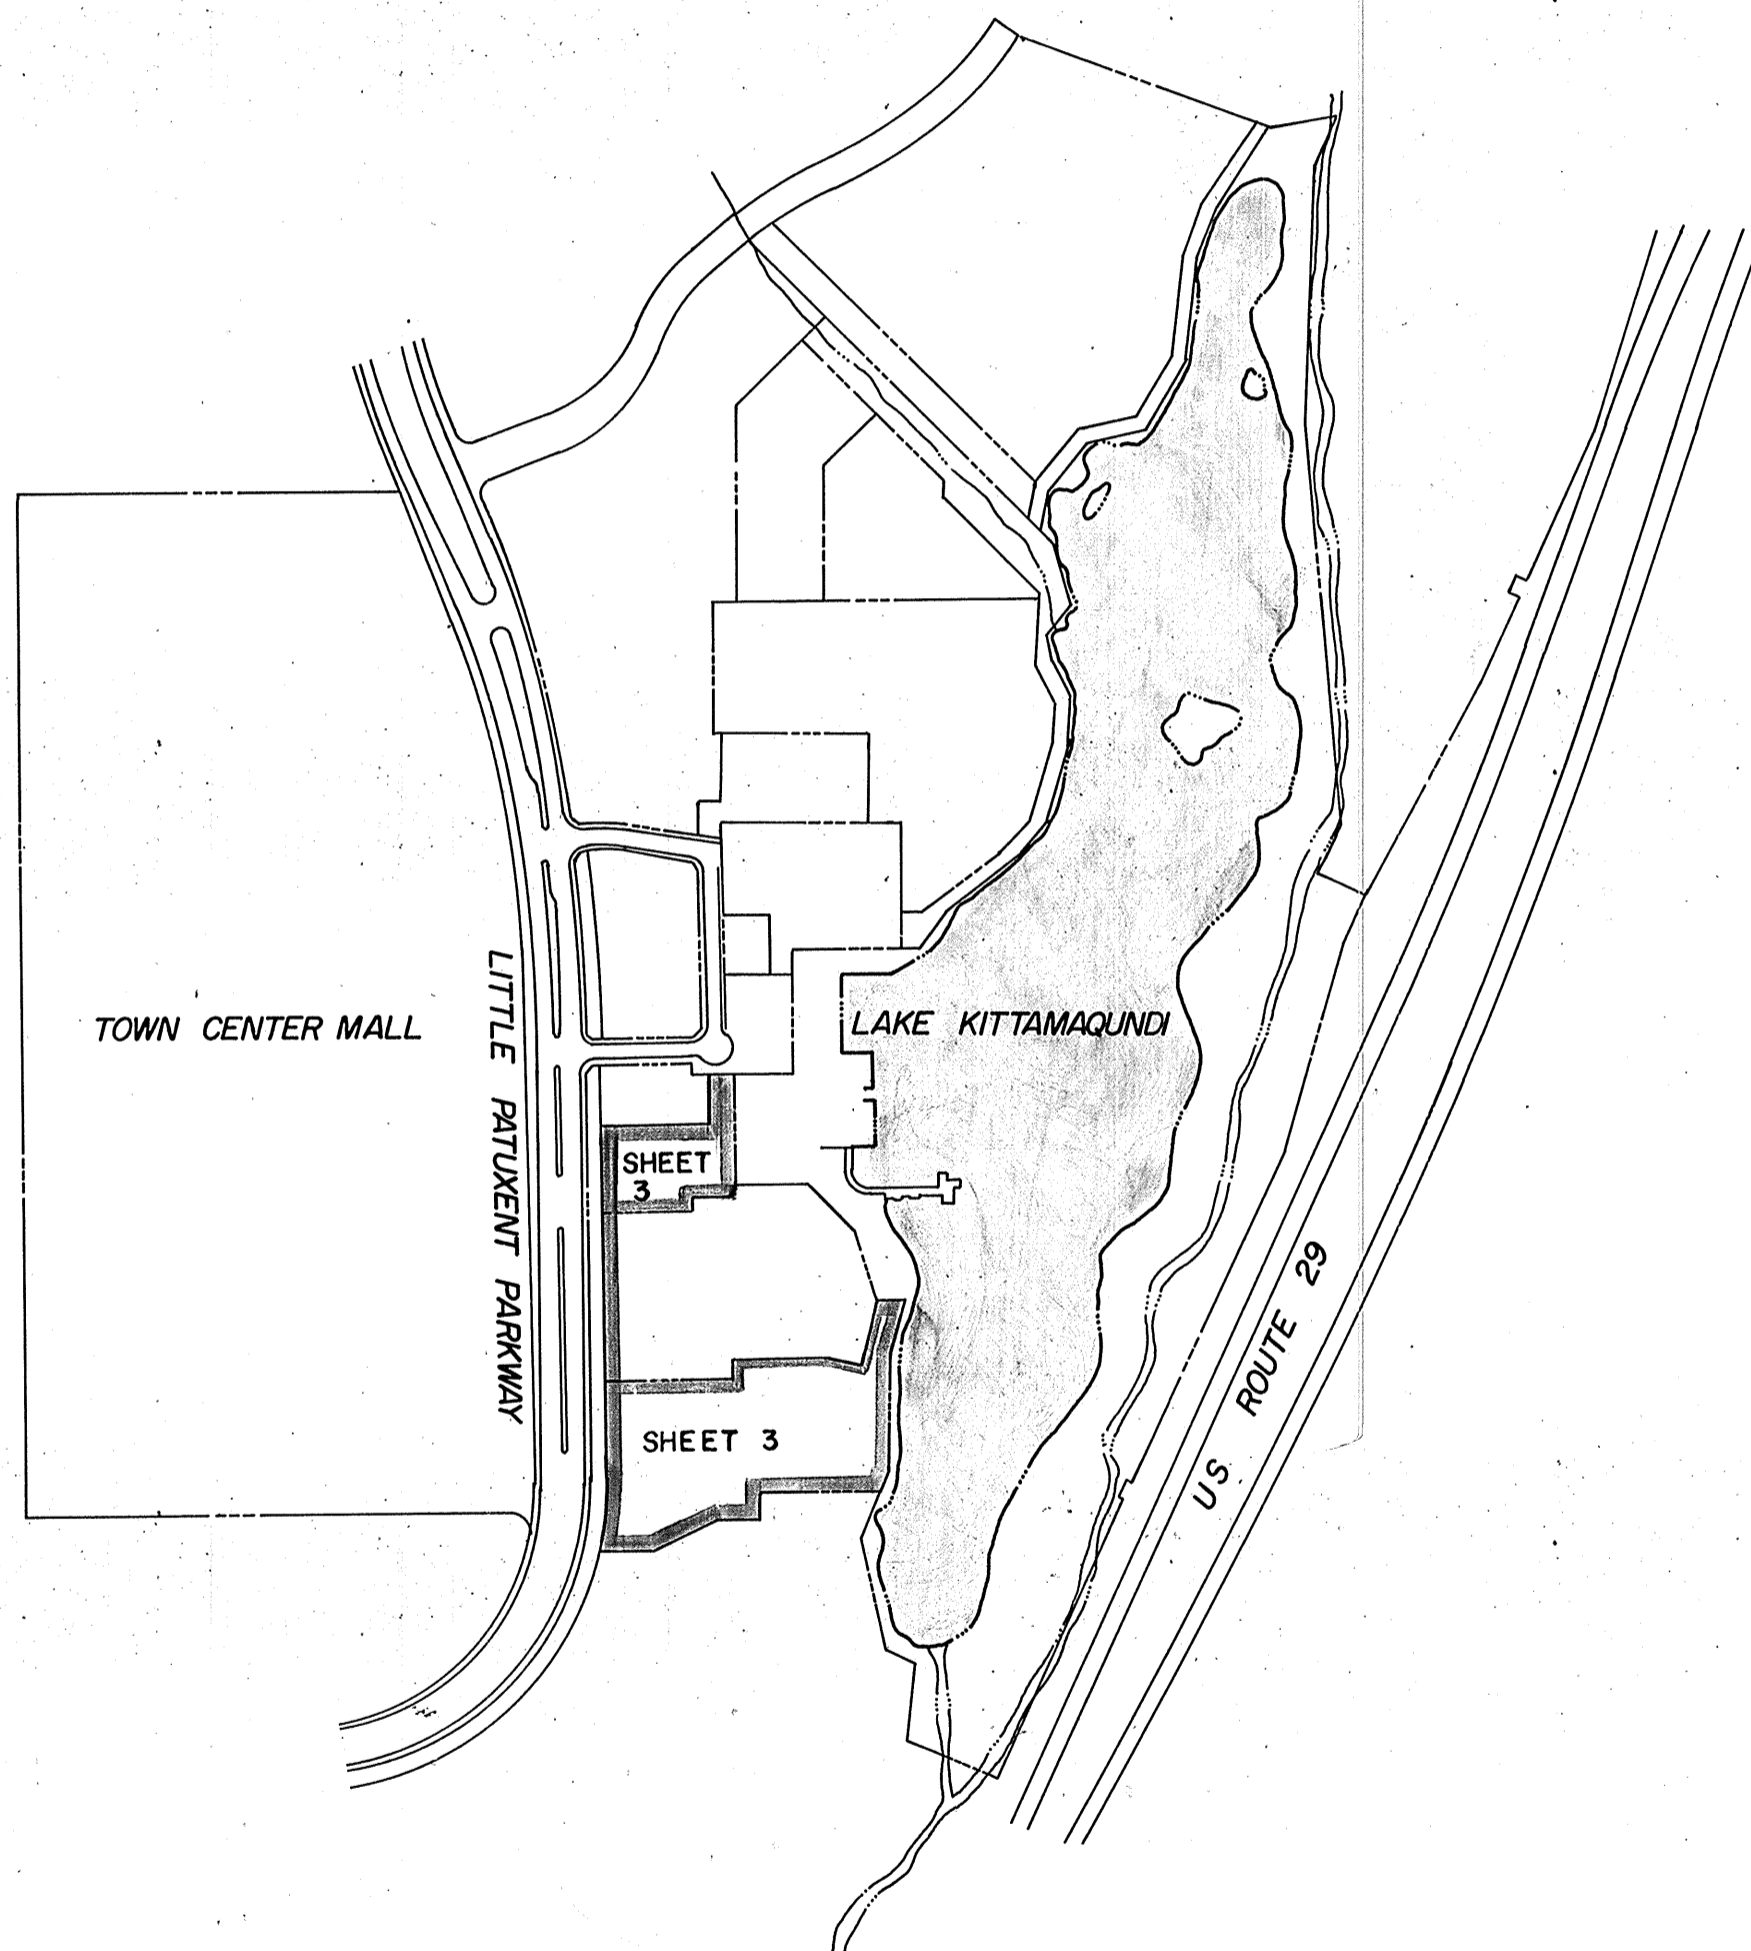 TOWN CENTER MALL
LITTLE PATUXENT PARKWAY
LAKE KITTAMAQUNDI
SHEET
3
SHEET 3
US ROUTE 29